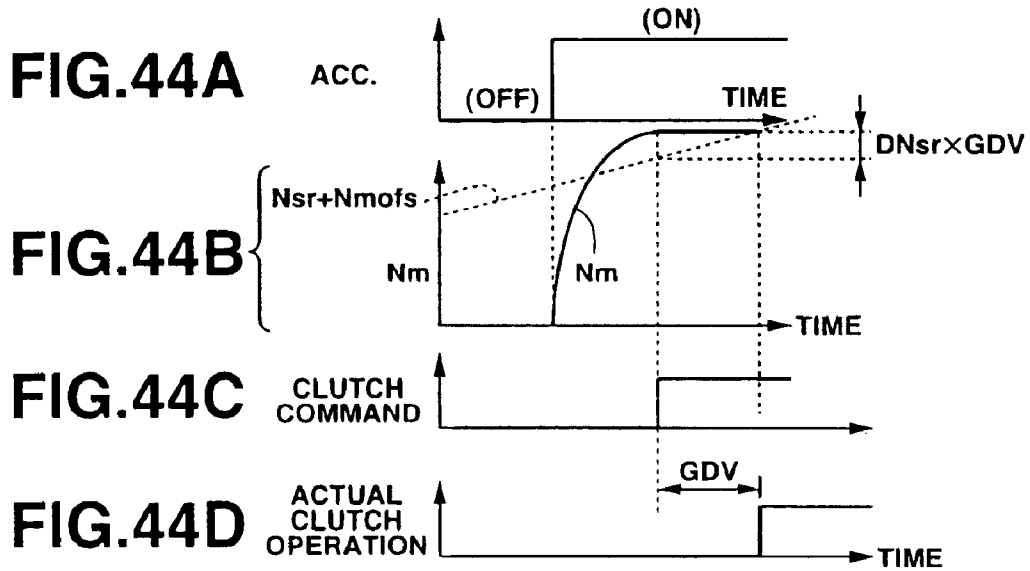 FIG.44A
ACC.
(ON)
(OFF)
TIME
DNsr×GDV
FIG.44B
Nsr+Nmofs
Nm
Nm
TIME
FIG.44C
CLUTCH
COMMAND
FIG.44D
ACTUAL
CLUTCH
OPERATION
GDV
TIME